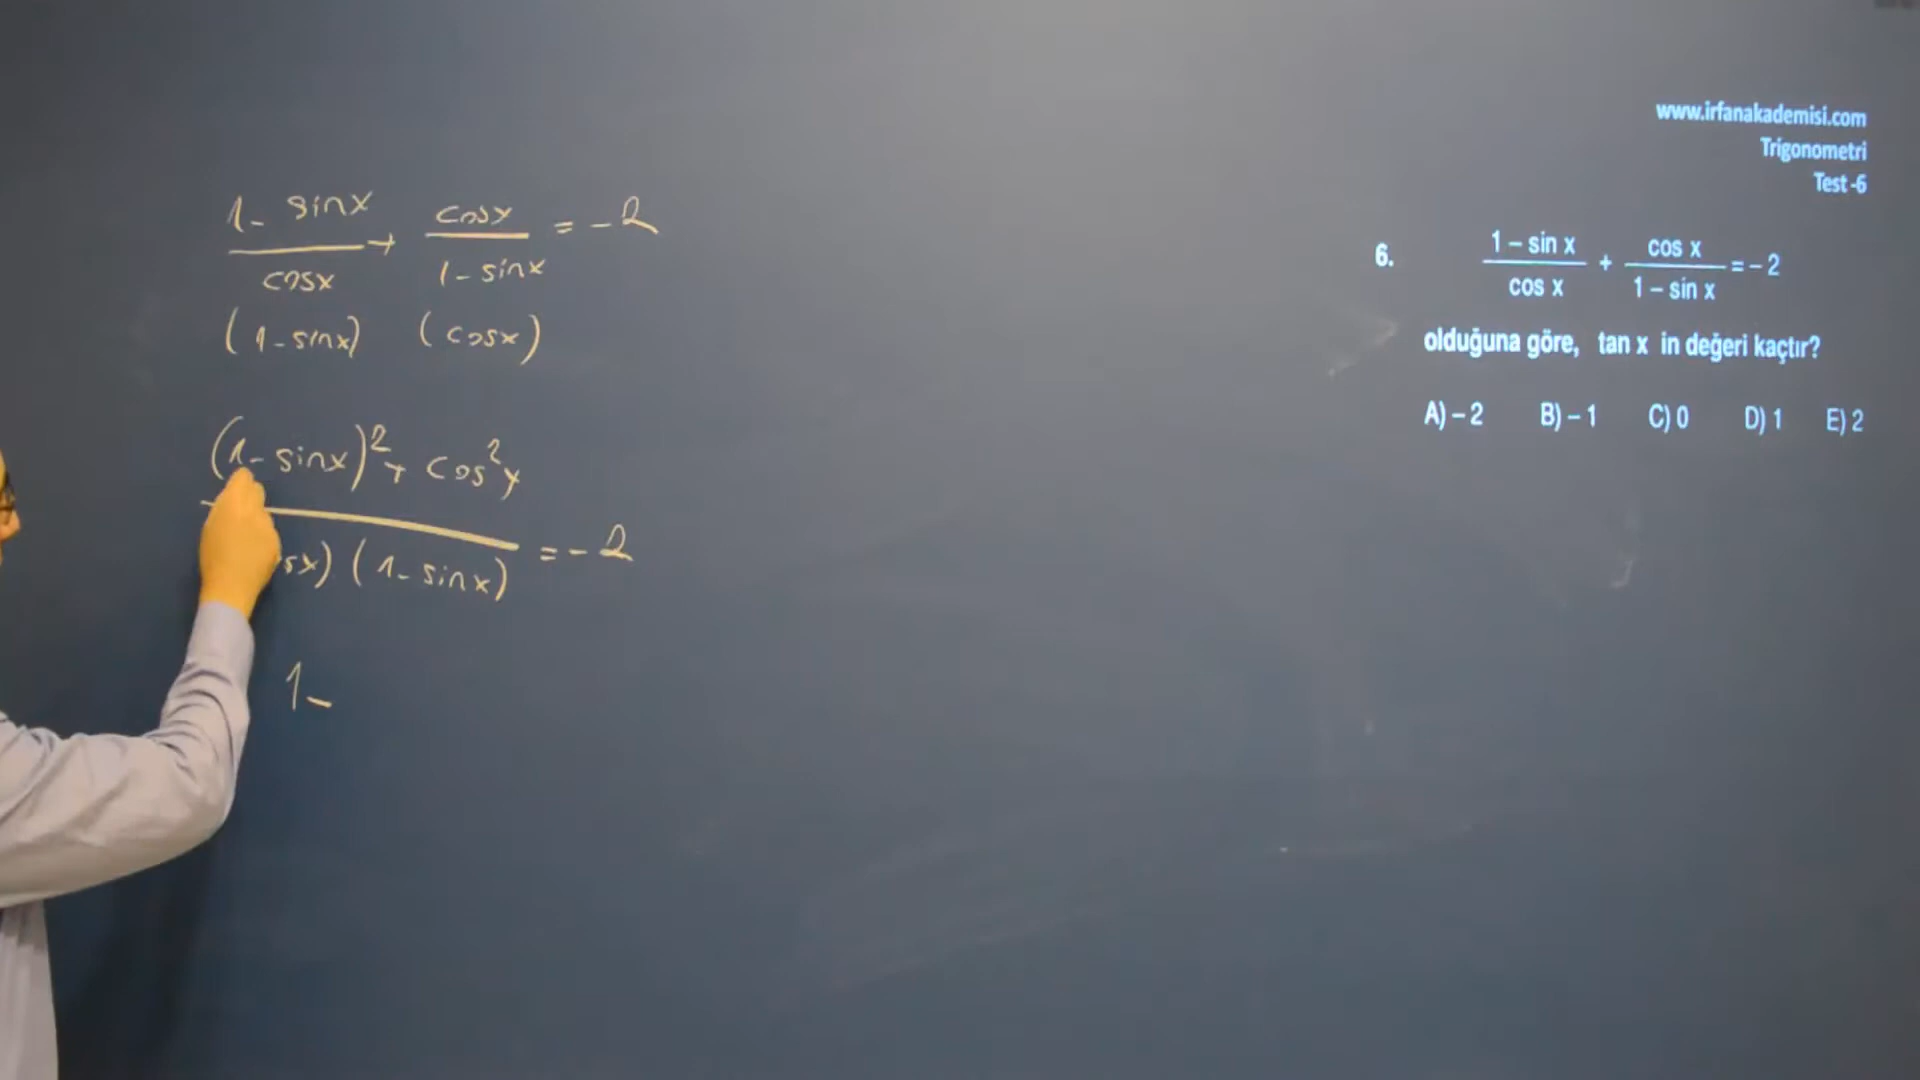 1- sinx / cosx + cosx / 1- sinx = -2
(1-sinx) (cosx)
(1- sinx)² + cos²x / sx) (1- sinx) = -2
1-
www.irfanakademisi.com
Trigonometri
Test -6
6. 1 – sin x / cos x + cos x / 1 – sin x = – 2
olduğuna göre, tan x in değeri kaçtır?
A) – 2 B) – 1 C) 0 D) 1 E) 2